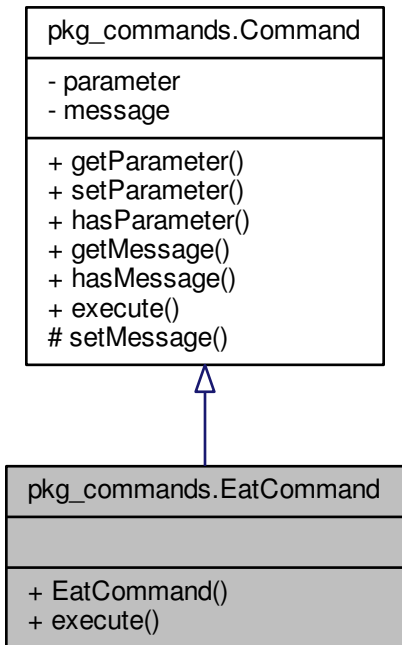 pkg_commands.Command
- parameter
- message
+ getParameter()
+ setParameter()
+ hasParameter()
+ getMessage()
+ hasMessage()
+ execute()
# setMessage()
pkg_commands.EatCommand
+ EatCommand()
+ execute()